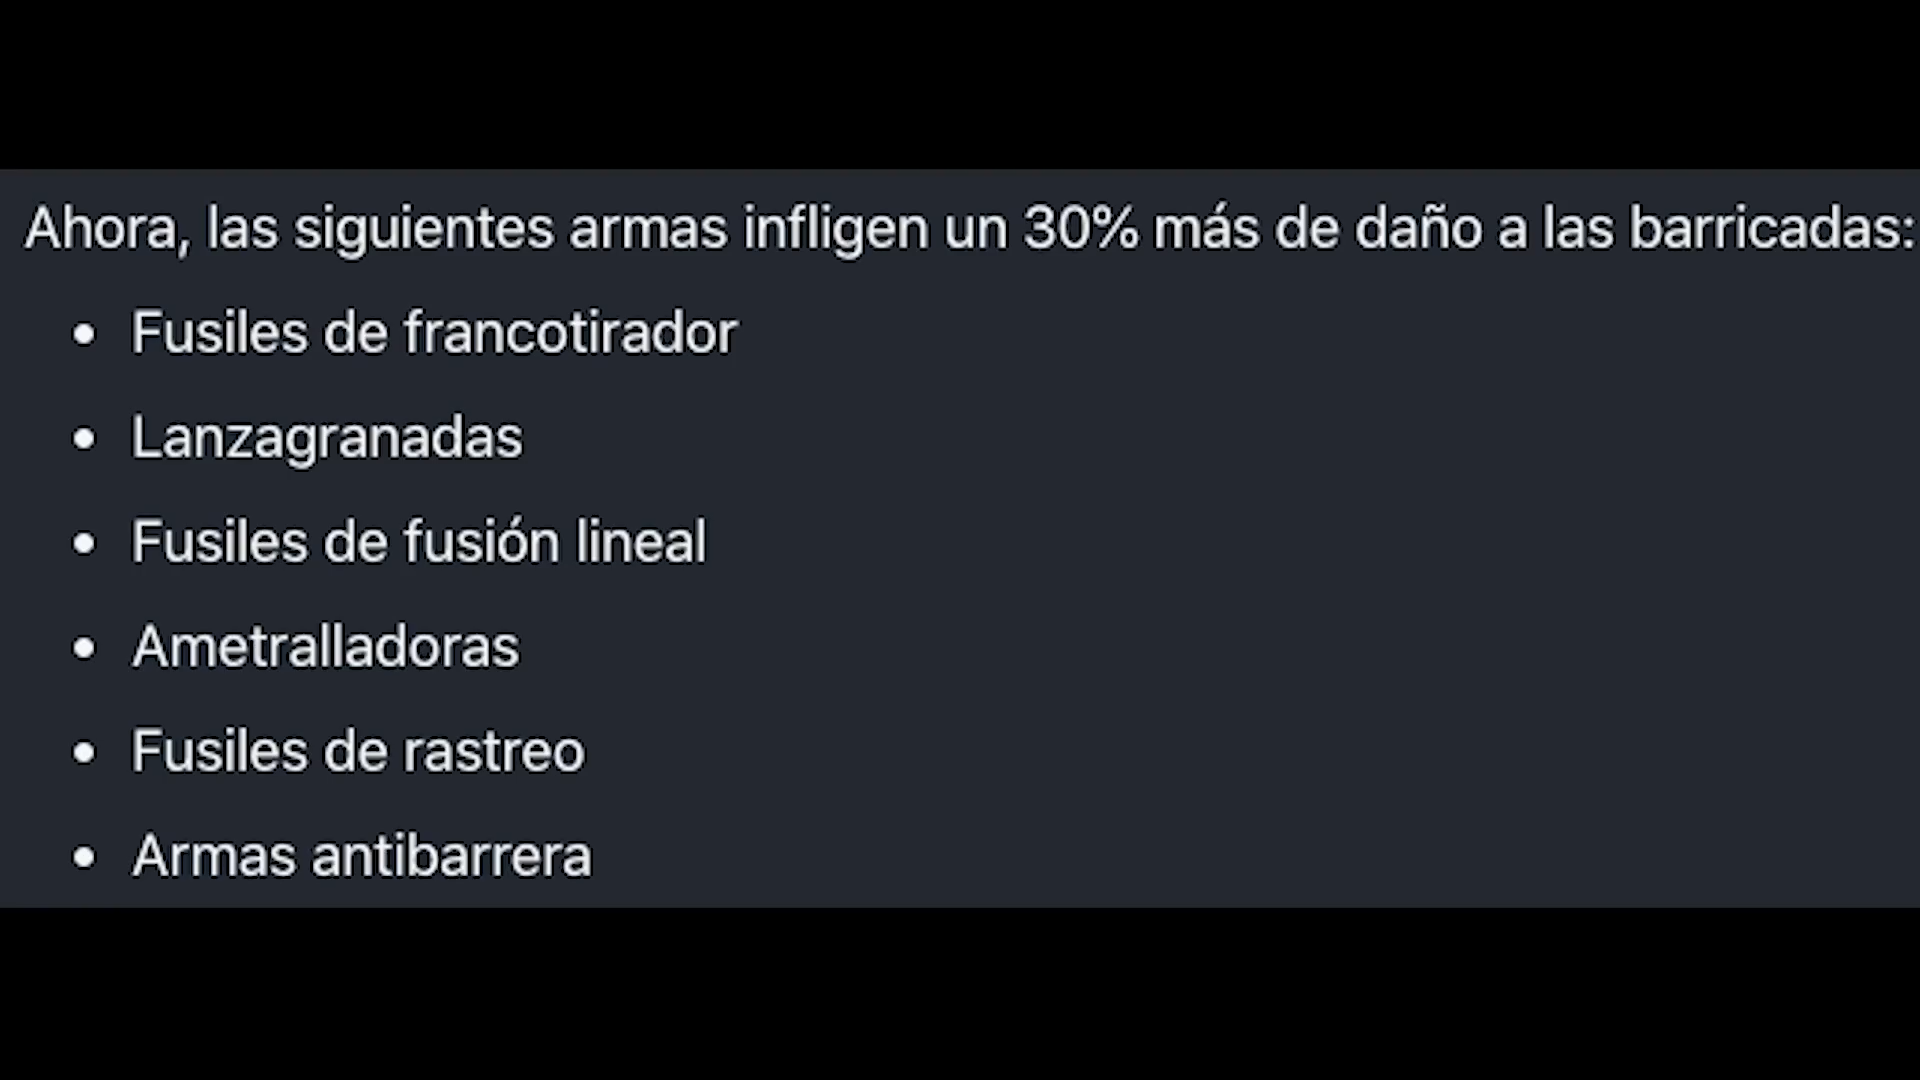 Ahora, las siguientes armas infligen un 30% más de daño a las barricadas:
• Fusiles de francotirador
• Lanzagranadas
• Fusiles de fusión lineal
• Ametralladoras
• Fusiles de rastreo
• Armas antibarrera